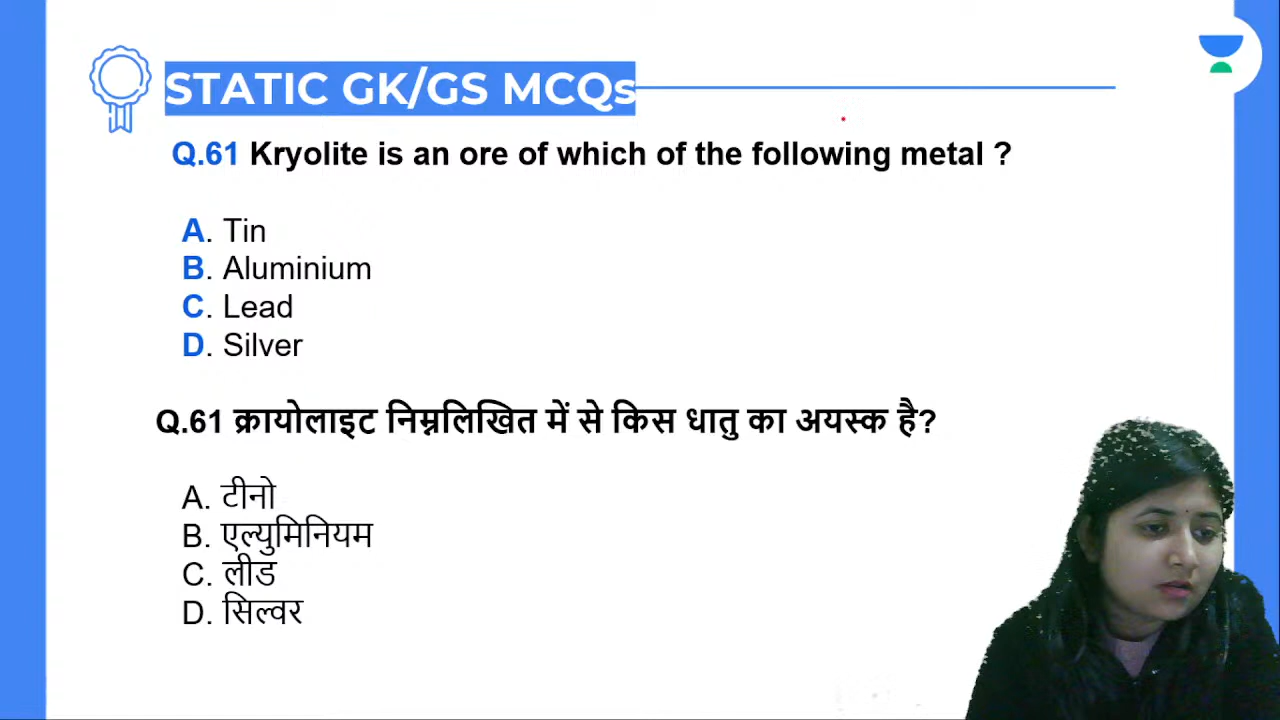 STATIC GK/GS MCQs
Q.61 Kryolite is an ore of which of the following metal ?
A. Tin
B. Aluminium
C. Lead
D. Silver
Q.61 क्रायोलाइट निम्नलिखित में से किस धातु का अयस्क है?
A. टीनो
B. एल्युमिनियम
C. लीड
D. सिल्वर